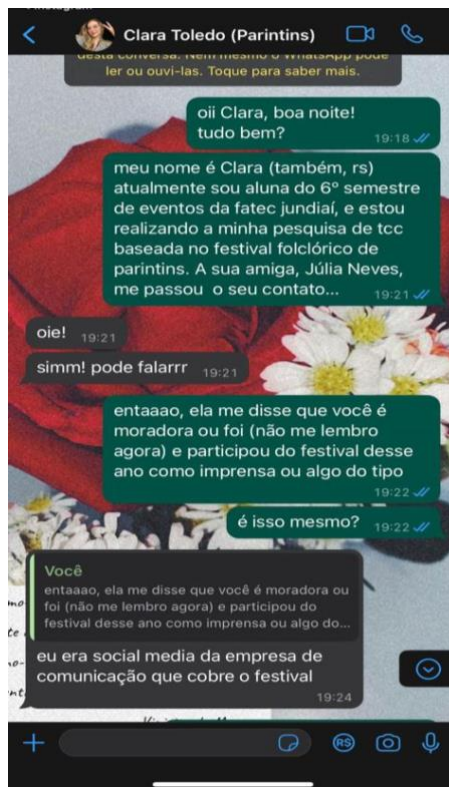 Clara Toledo (Parintins)
desta conversa. Nem mesmo o WhatsApp pode
ler ou ouvi-las. Toque para saber mais.
oii Clara, boa noite!
tudo bem?
19:18
meu nome é Clara (também, rs)
atualmente sou aluna do 6º semestre
de eventos da fatec jundiaí, e estou
realizando a minha pesquisa de tcc
baseada no festival folclórico de
parintins. A sua amiga, Júlia Neves,
me passou o seu contato...
19:21
oie! 19:21
simm! pode falarrr 19:21
entaaao, ela me disse que você é
moradora ou foi (não me lembro
agora) e participou do festival desse
ano como imprensa ou algo do tipo
19:22
é isso mesmo? 19:22
Você
entaaao, ela me disse que você é moradora ou
foi (não me lembro agora) e participou do
festival desse ano como imprensa ou algo do...
eu era social media da empresa de
comunicação que cobre o festival
19:24
RS